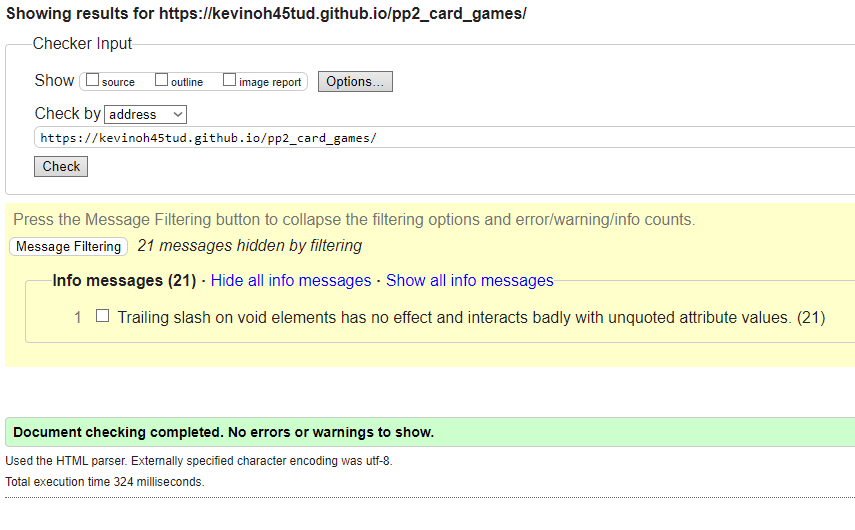 Showing results for https://kevinoh45tud.github.io/pp2_card_games/
Checker Input
Show source outline image report Options...
Check by address
https://kevinoh45tud.github.io/pp2_card_games/
Check
Press the Message Filtering button to collapse the filtering options and error/warning/info counts.
Message Filtering 21 messages hidden by filtering
Info messages (21) · Hide all info messages · Show all info messages
1 Trailing slash on void elements has no effect and interacts badly with unquoted attribute values. (21)
Document checking completed. No errors or warnings to show.
Used the HTML parser. Externally specified character encoding was utf-8.
Total execution time 324 milliseconds.